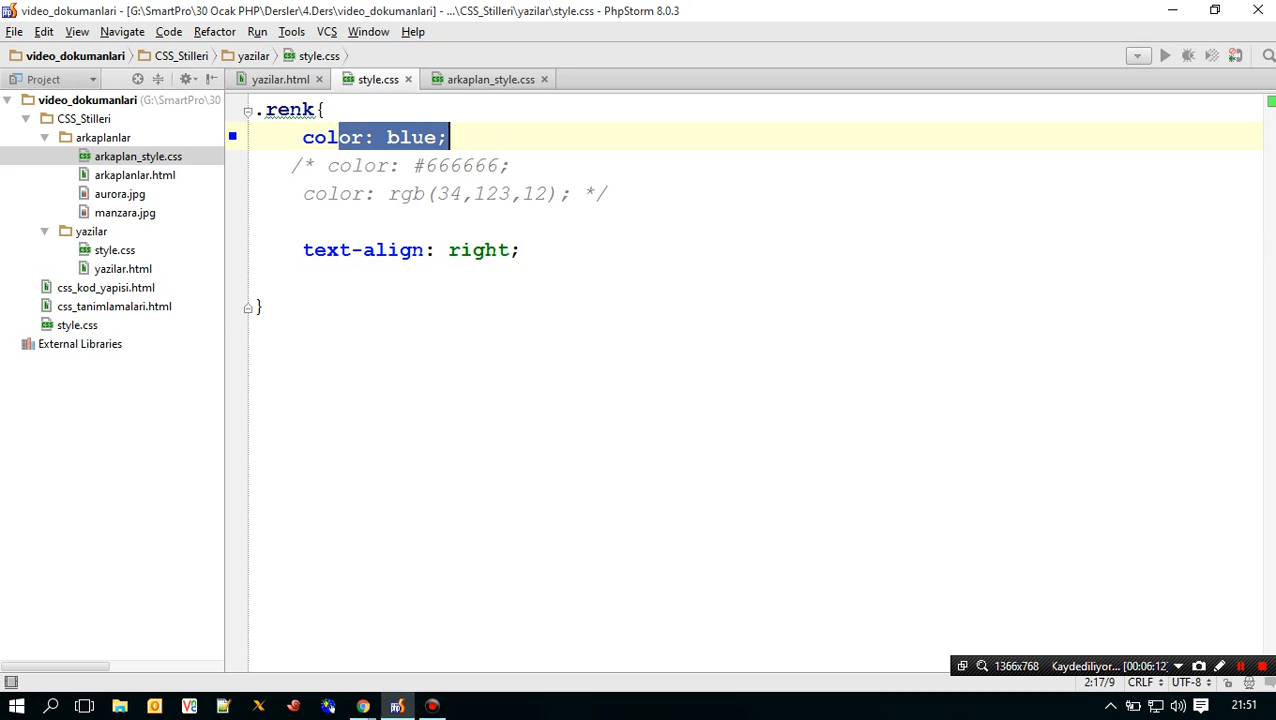 video_dokumanlari - [G:\SmartPro\30 Ocak PHP\Dersler\4.Ders\video_dokumanlari] - ...\CSS_Stilleri\yazilar\style.css - PhpStorm 8.0.3
File Edit View Navigate Code Refactor Run Tools VCS Window Help
video_dokumanlari CSS_Stilleri yazilar style.css
Project yazilar.html style.css arkaplan_style.css
video_dokumanlari (G:\SmartPro\30
CSS_Stilleri
arkaplanlar
arkaplan_style.css
arkaplanlar.html
aurora.jpg
manzara.jpg
yazilar
style.css
yazilar.html
css_kod_yapisi.html
css_tanimlamalari.html
style.css
External Libraries
.renk{
color: blue;
/* color: #666666;
color: rgb(34,123,12); */
text-align: right;
}
1366x768 Kaydediliyor... [00:06:12]
2:17/9 CRLF UTF-8
21:51